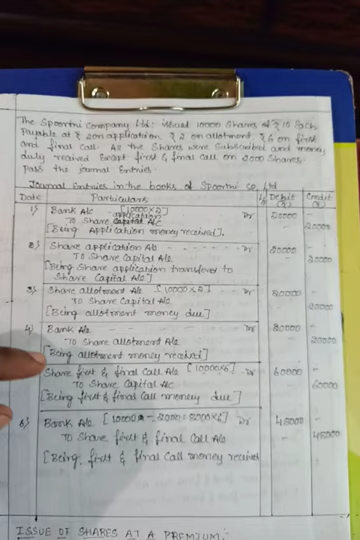 The Spoorthi Company Ltd: issued 10000 Shares of ₹ 10 Each
Payable at ₹ 2 on application ₹ 2 on allotment ₹ 6 on first
and final Call. All the Shares were Subscribed and money
duly received Except first & final Call on 2000 Shares.
Pass the Journal Entries.
Journal Entries in the books of Spoorthi Co, Ltd
Date Particulars L/F Debit (₹) Credit (₹)
1) Bank A/c - [10000×2] Dr 20000
application
To Share Capital A/c 20000
[Being Application money received].
2) Share application A/c - - - - - Dr 20000
To Share Capital A/c 20000
[Being Share application transfer to
Share Capital A/c]
3) Share allotment A/c [10000×2] Dr 20000
To Share Capital A/c 20000
[Being allotment money due]
4) Bank A/c Dr 20000
To Share allotment A/c 20000
[Being allotment money received]
Share first & final Call A/c [10000×6] Dr 60000
To Share Capital A/c 60000
[Being first & final Call money due]
6) Bank A/c [10000 - 2000 = 8000×6] Dr 48000
To Share first & final Call A/c 48000
[Being first & final Call money received
ISSUE OF SHARES AT A PREMIUM:-